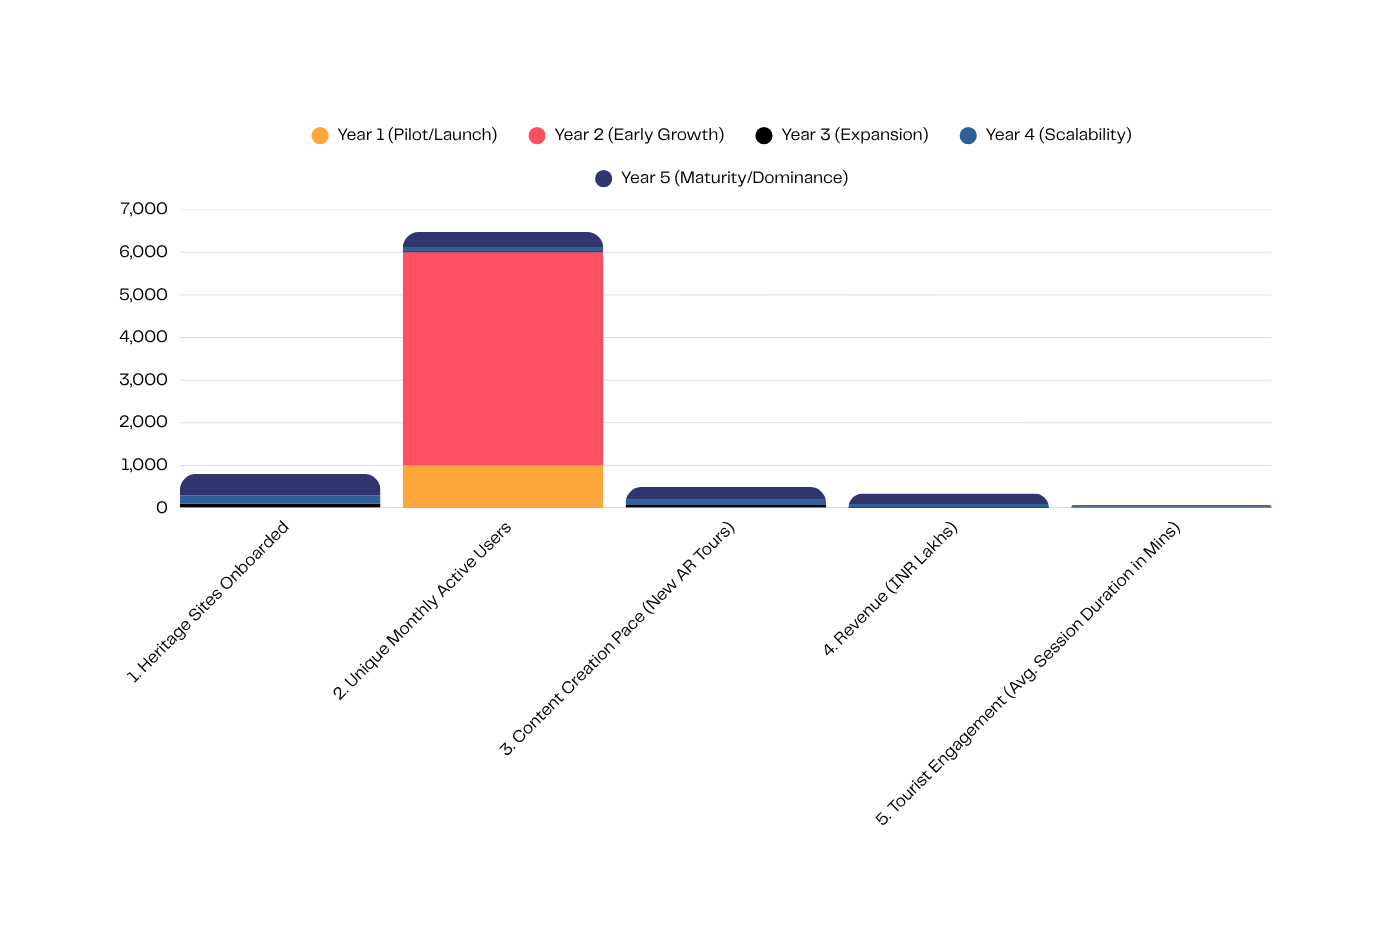 Year 1 (Pilot/Launch) Year 2 (Early Growth) Year 3 (Expansion) Year 4 (Scalability)
Year 5 (Maturity/Dominance)
7,000
6,000
5,000
4,000
3,000
2,000
1,000
0
1. Heritage Sites Onboarded
2. Unique Monthly Active Users
3. Content Creation Pace (New AR Tours)
4. Revenue (INR Lakhs)
5. Tourist Engagement (Avg. Session Duration in Mins)